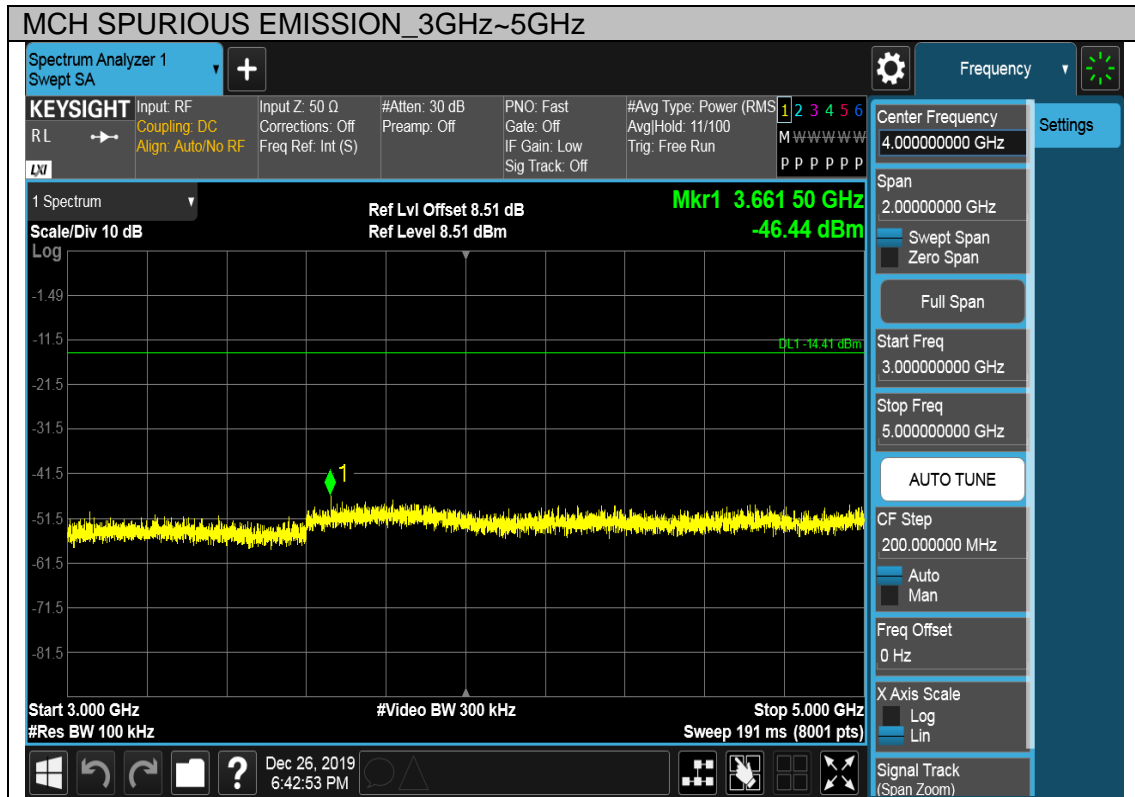 MCH SPURIOUS EMISSION_3GHz~5GHz
Spectrum Analyzer 1
Swept SA
Frequency
KEYSIGHT
R L
LXI
Input: RF
Coupling: DC
Align: Auto/No RF
Input Z: 50 Ω
Corrections: Off
Freq Ref: Int (S)
#Atten: 30 dB
Preamp: Off
PNO: Fast
Gate: Off
IF Gain: Low
Sig Track: Off
#Avg Type: Power (RMS
Avg|Hold: 11/100
Trig: Free Run
1 2 3 4 5 6
M W W W W W
P P P P P P
1 Spectrum
Scale/Div 10 dB
Ref Lvl Offset 8.51 dB
Ref Level 8.51 dBm
Mkr1 3.661 50 GHz
-46.44 dBm
Log
-1.49
-11.5
DL1 -14.41 dBm
-21.5
-31.5
-41.5
1
-51.5
-61.5
-71.5
-81.5
Start 3.000 GHz
#Video BW 300 kHz
Stop 5.000 GHz
#Res BW 100 kHz
Sweep 191 ms (8001 pts)
Center Frequency
4.000000000 GHz
Settings
Span
2.00000000 GHz
Swept Span
Zero Span
Full Span
Start Freq
3.000000000 GHz
Stop Freq
5.000000000 GHz
AUTO TUNE
CF Step
200.000000 MHz
Auto
Man
Freq Offset
0 Hz
X Axis Scale
Log
Lin
Signal Track
(Span Zoom)
?
Dec 26, 2019
6:42:53 PM